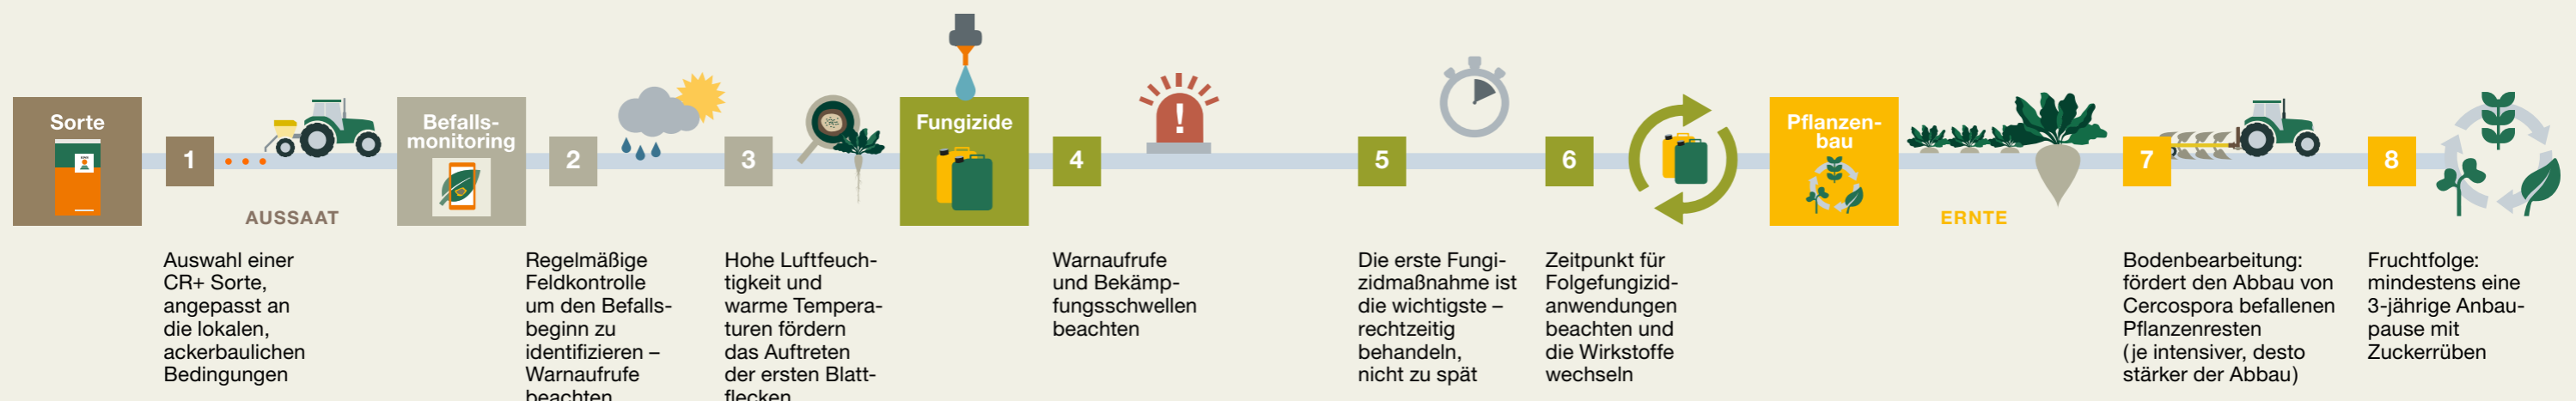 Sorte
1
AUSSAAT
Auswahl einer
CR+ Sorte,
angepasst an
die lokalen,
ackerbaulichen
Bedingungen
Befalls-
monitoring
2
Regelmäßige
Feldkontrolle
um den Befalls-
beginn zu
identifizieren –
Warnaufrufe
beachten
3
Hohe Luftfeuch-
tigkeit und
warme Tempera-
turen fördern
das Auftreten
der ersten Blatt-
flecken
Fungizide
4
!
Warnaufrufe
und Bekämp-
fungsschwellen
beachten
5
Die erste Fungi-
zidmaßnahme ist
die wichtigste –
rechtzeitig
behandeln,
nicht zu spät
6
Zeitpunkt für
Folgefungizid-
anwendungen
beachten und
die Wirkstoffe
wechseln
Pflanzen-
bau
ERNTE
7
Bodenbearbeitung:
fördert den Abbau von
Cercospora befallenen
Pflanzenresten
(je intensiver, desto
stärker der Abbau)
8
Fruchtfolge:
mindestens eine
3-jährige Anbau-
pause mit
Zuckerrüben